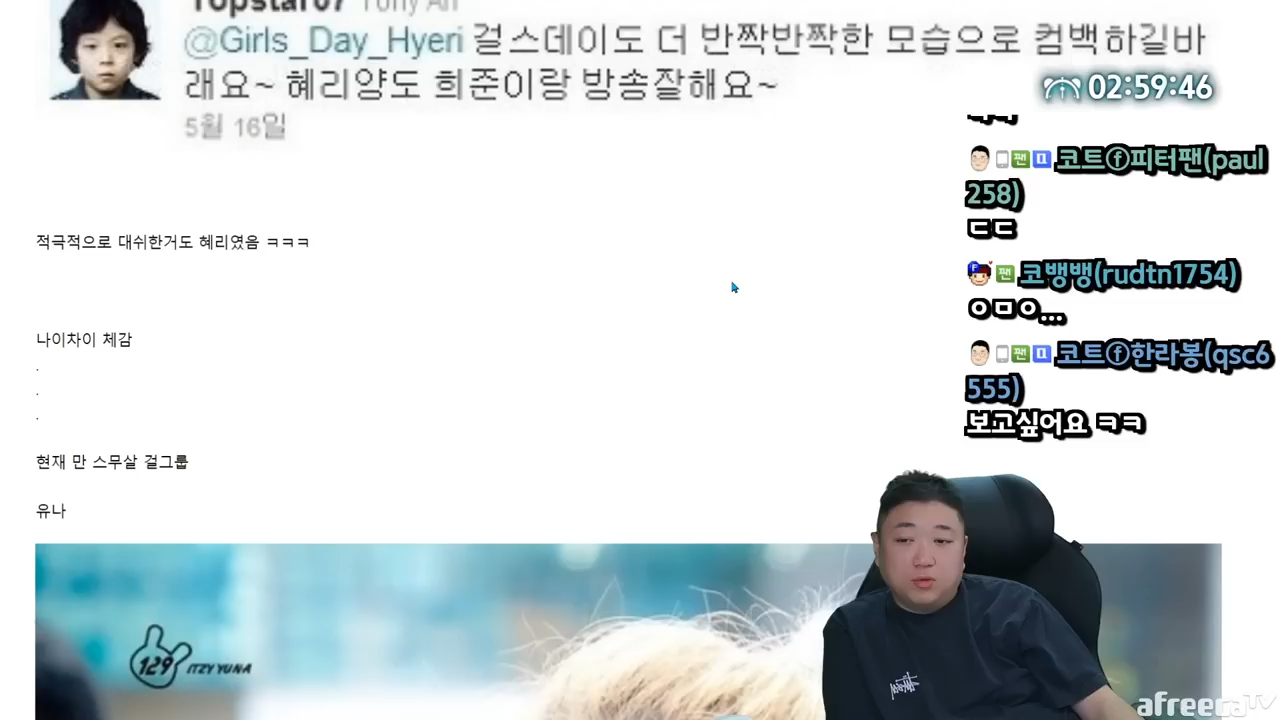 Topstar07 Tony An
@Girls_Day_Hyeri 걸스데이도 더 반짝반짝한 모습으로 컴백하길바
래요~ 혜리양도 희준이랑 방송잘해요~
5월 16일
02:59:46
코트ⓕ피터팬(paul
258)
ㄷㄷ
코뱅뱅(rudtn1754)
ㅇㅁㅇ...
코트ⓕ한라봉(qsc6
555)
보고싶어요 ㅋㅋ
적극적으로 대쉬한거도 혜리였음 ㅋㅋㅋ
나이차이 체감
.
.
.
현재 만 스무살 걸그룹
유나
129 ITZY YUNA
afreecaTV